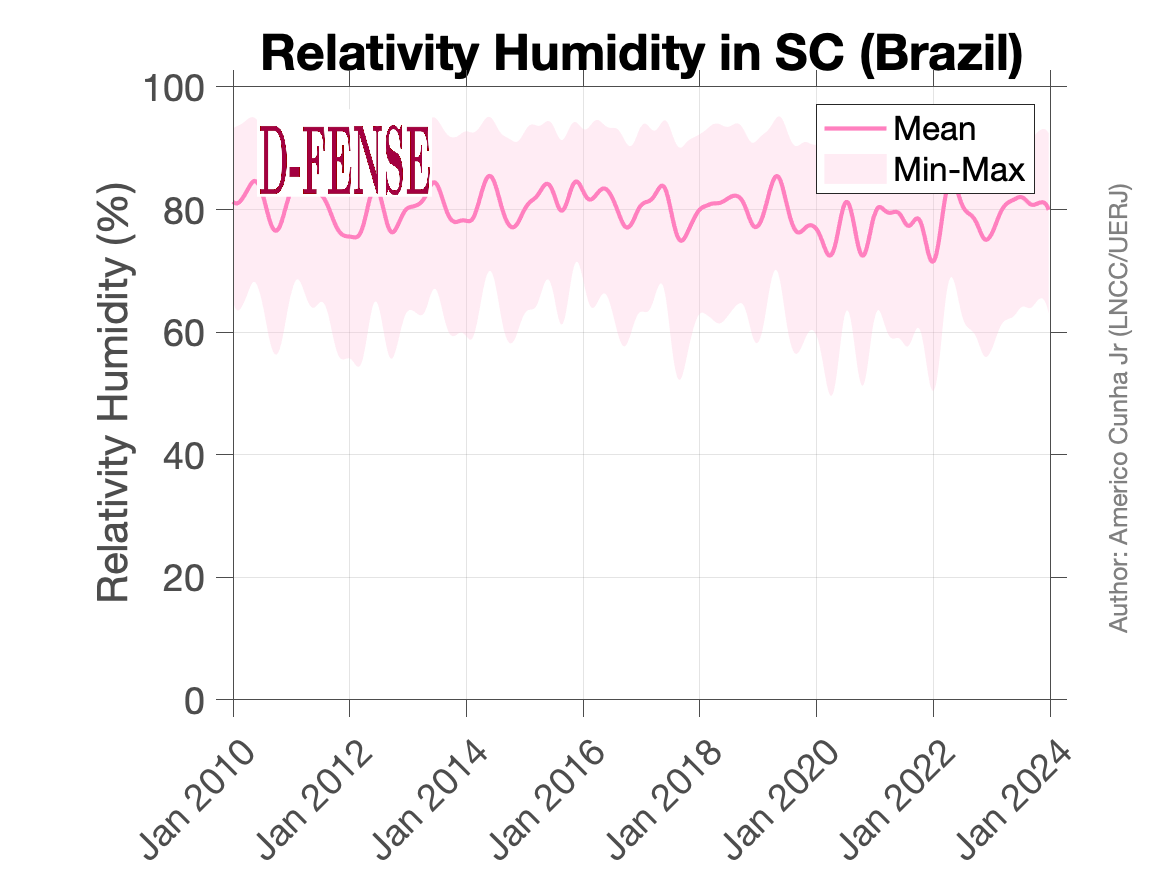 Relativity Humidity in SC (Brazil)
100
80
60
40
20
0
Relativity Humidity (%)
D-FENSE
Mean
Min-Max
Jan 2010
Jan 2012
Jan 2014
Jan 2016
Jan 2018
Jan 2020
Jan 2022
Jan 2024
Author: Americo Cunha Jr (LNCC/UERJ)